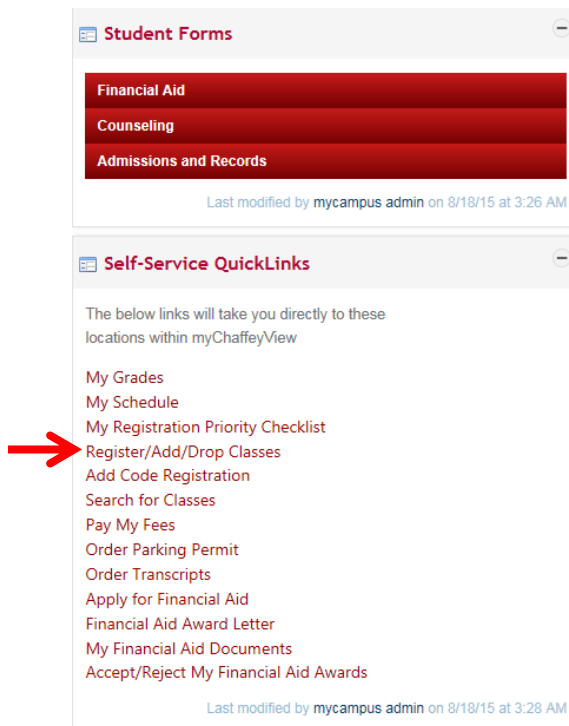 Student Forms
Financial Aid
Counseling
Admissions and Records
Last modified by mycampus admin on 8/18/15 at 3:26 AM
Self-Service QuickLinks
The below links will take you directly to these
locations within myChaffeyView
My Grades
My Schedule
My Registration Priority Checklist
Register/Add/Drop Classes
Add Code Registration
Search for Classes
Pay My Fees
Order Parking Permit
Order Transcripts
Apply for Financial Aid
Financial Aid Award Letter
My Financial Aid Documents
Accept/Reject My Financial Aid Awards
Last modified by mycampus admin on 8/18/15 at 3:28 AM